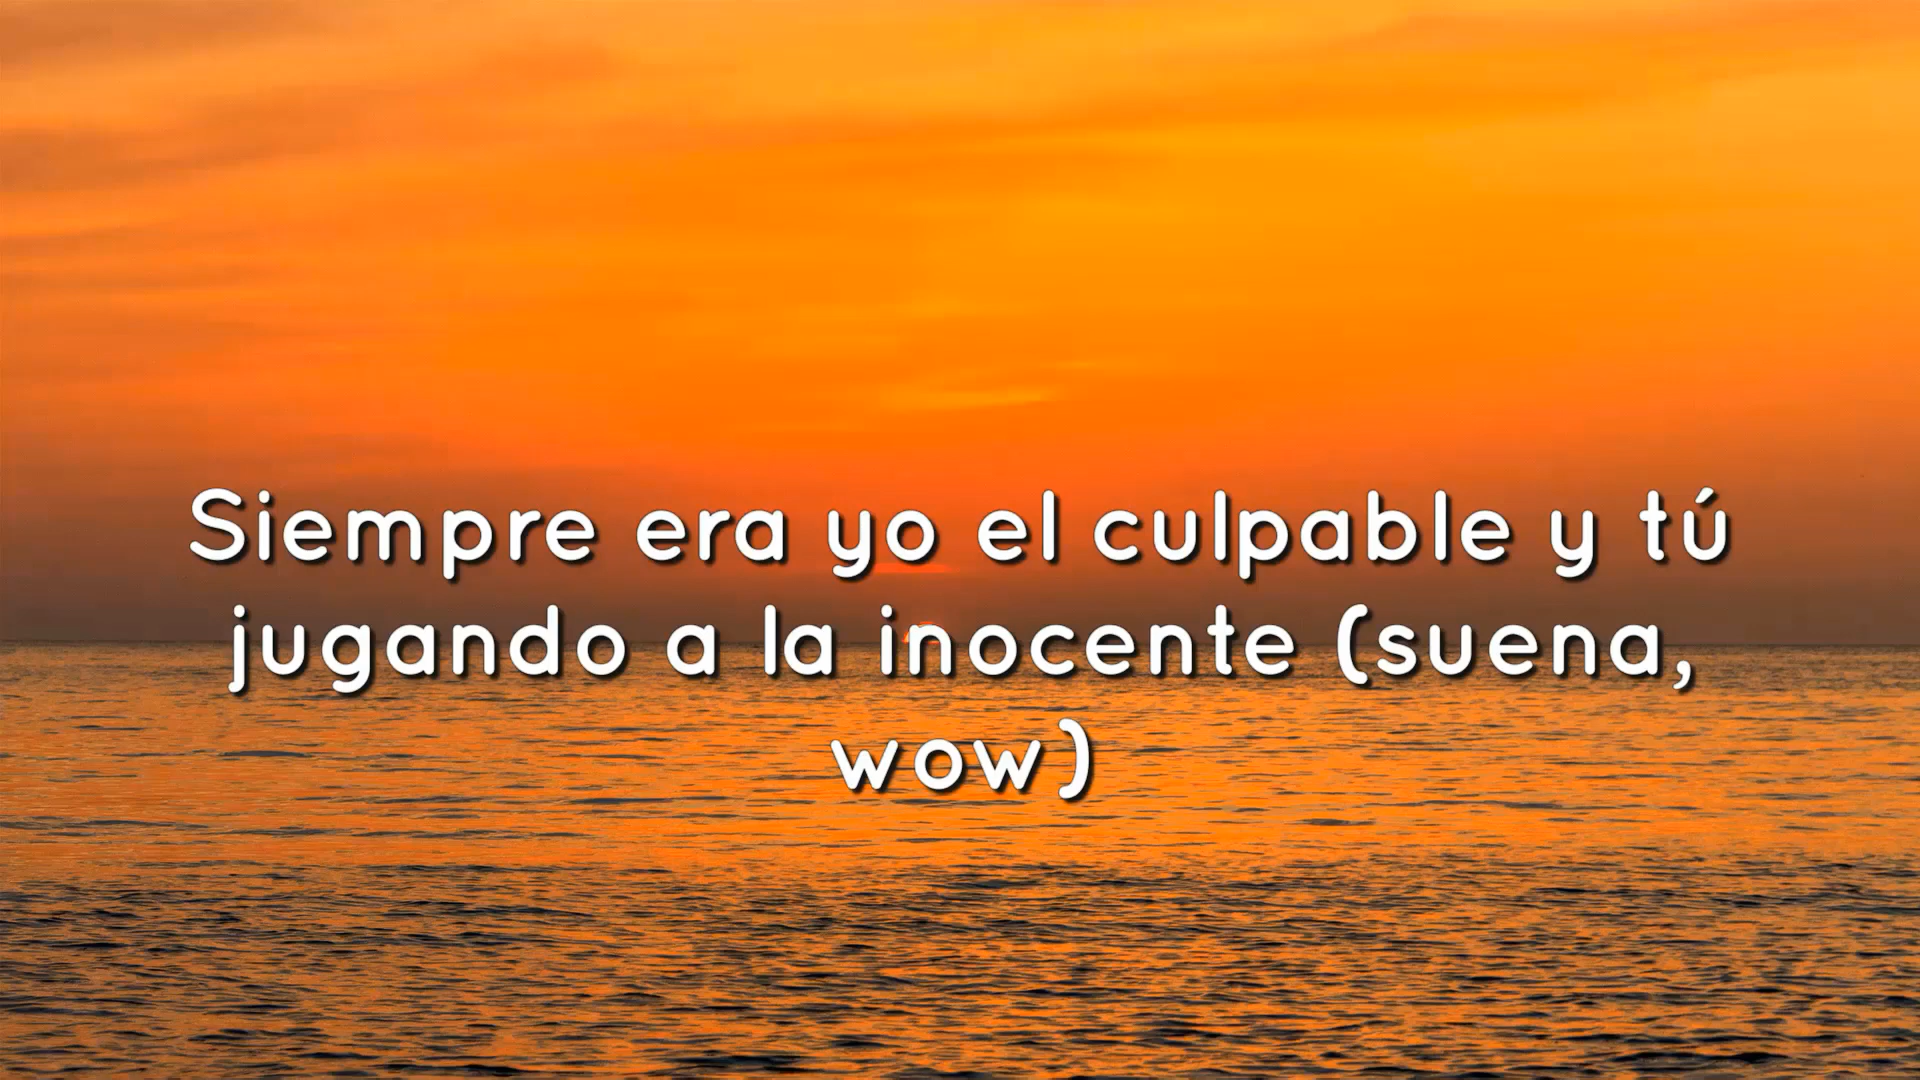 Siempre era yo el culpable y tú
jugando a la inocente (suena,
wow)